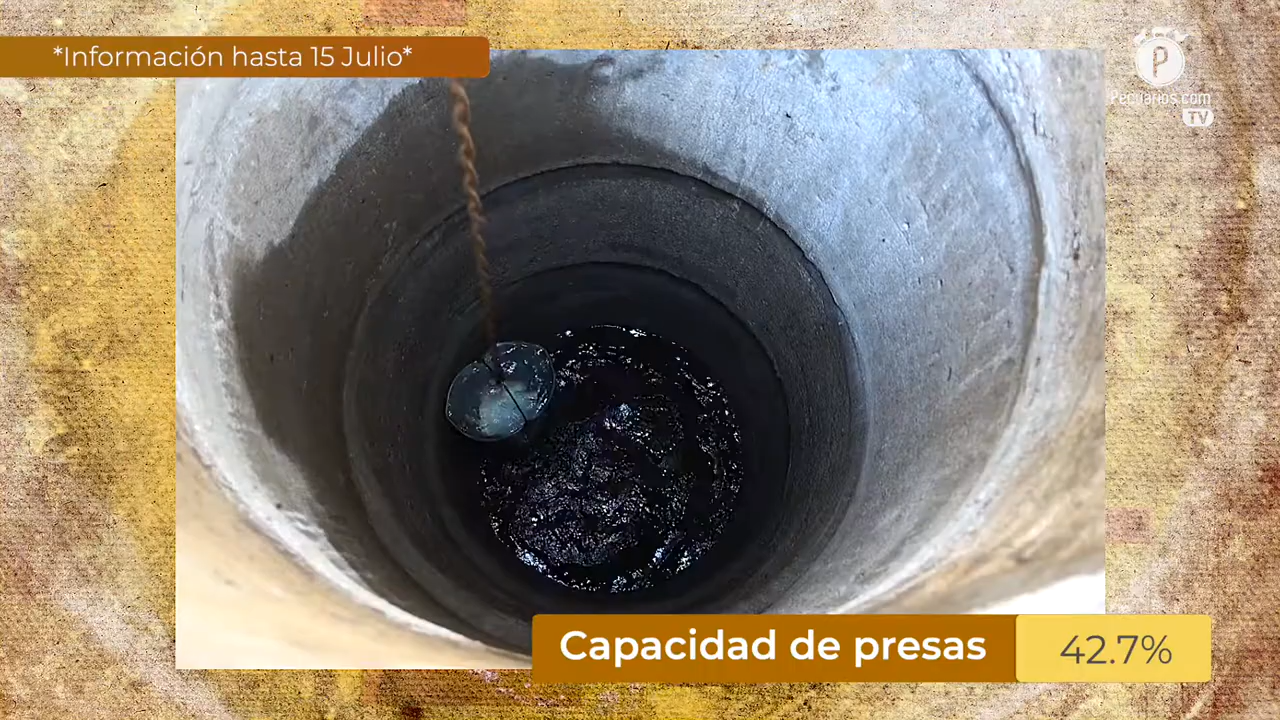 *Información hasta 15 Julio*
P
Pecuarios.com
TV
Capacidad de presas 42.7%